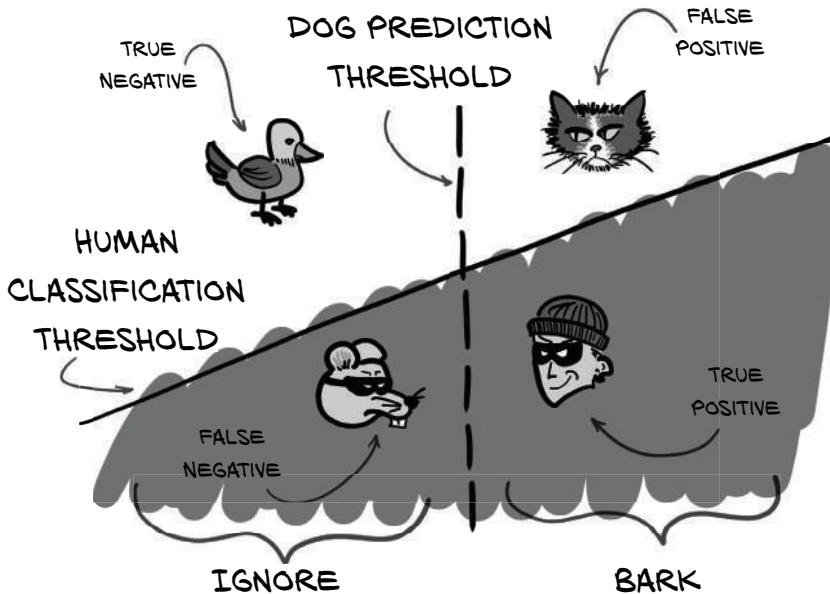 TRUE
NEGATIVE
DOG PREDICTION
THRESHOLD
FALSE
POSITIVE
HUMAN
CLASSIFICATION
THRESHOLD
FALSE
NEGATIVE
TRUE
POSITIVE
IGNORE
BARK